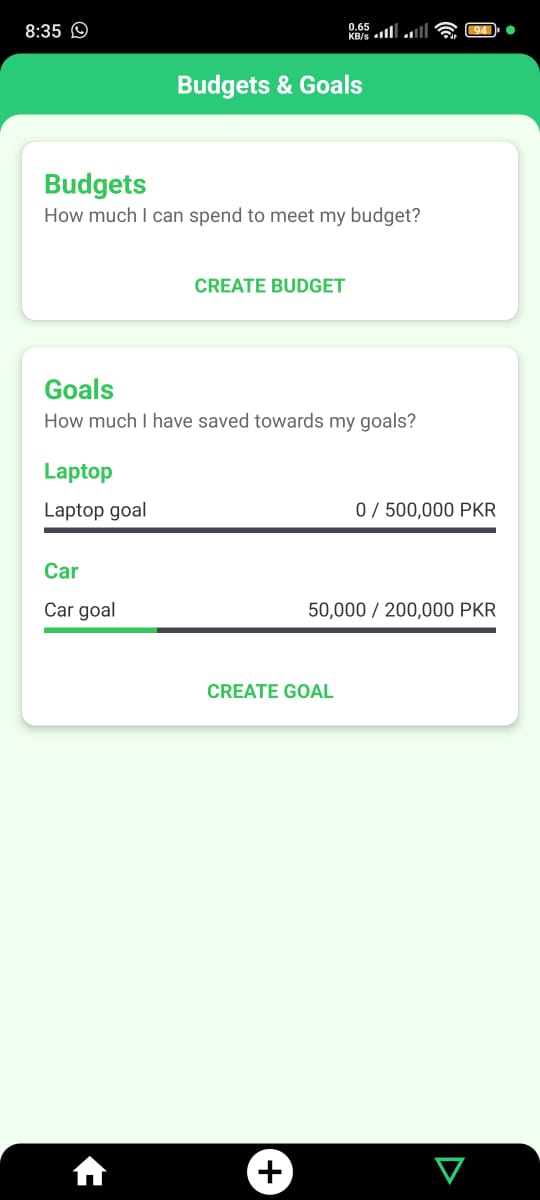 8:35
0.65
KB/s
94
Budgets & Goals
Budgets
How much I can spend to meet my budget?
CREATE BUDGET
Goals
How much I have saved towards my goals?
Laptop
Laptop goal 0 / 500,000 PKR
Car
Car goal 50,000 / 200,000 PKR
CREATE GOAL